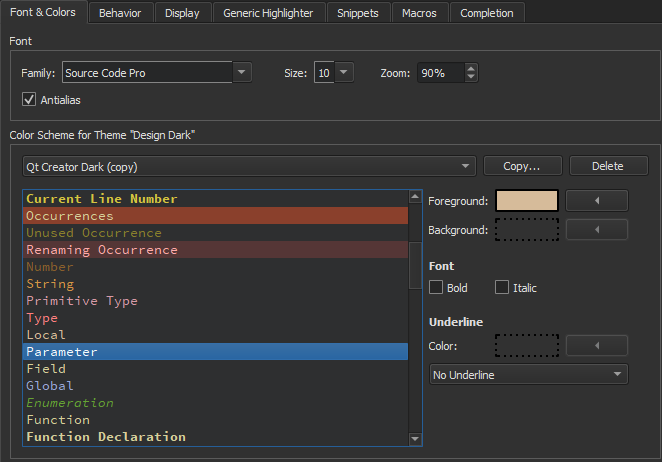 Font & Colors Behavior Display Generic Highlighter Snippets Macros Completion
Font
Family: Source Code Pro Size: 10 Zoom: 90%
Antialias
Color Scheme for Theme "Design Dark"
Qt Creator Dark (copy) Copy... Delete
Current Line Number
Occurrences
Unused Occurrence
Renaming Occurrence
Number
String
Primitive Type
Type
Local
Parameter
Field
Global
Enumeration
Function
Function Declaration
Foreground:
Background:
Font
Bold Italic
Underline
Color:
No Underline